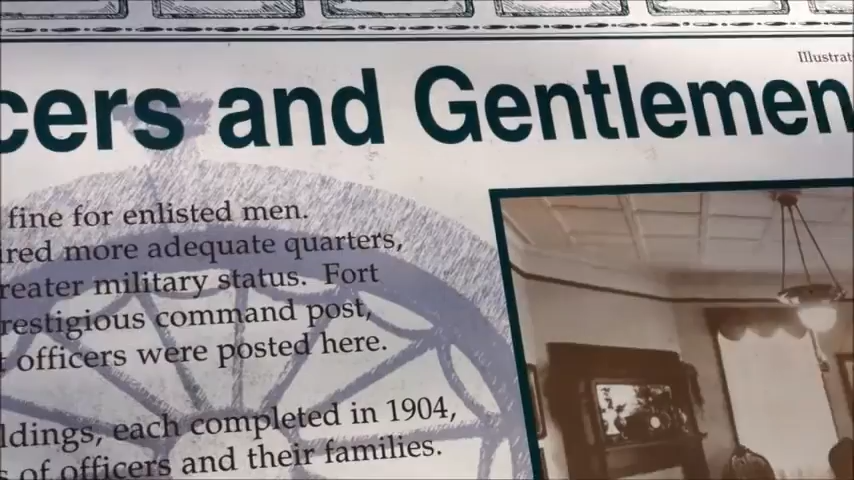 Illustrat
cers and Gentlemen
fine for enlisted men.
ired more adequate quarters,
reater military status. Fort
restigious command post,
t officers were posted here.
ldings, each completed in 1904,
s of officers and their families.